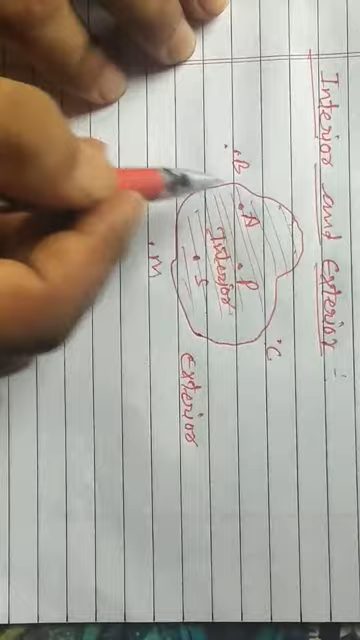 Interior and Exterior :-
.B
.A
.C
Interior
.P
.S
.M
Exterior